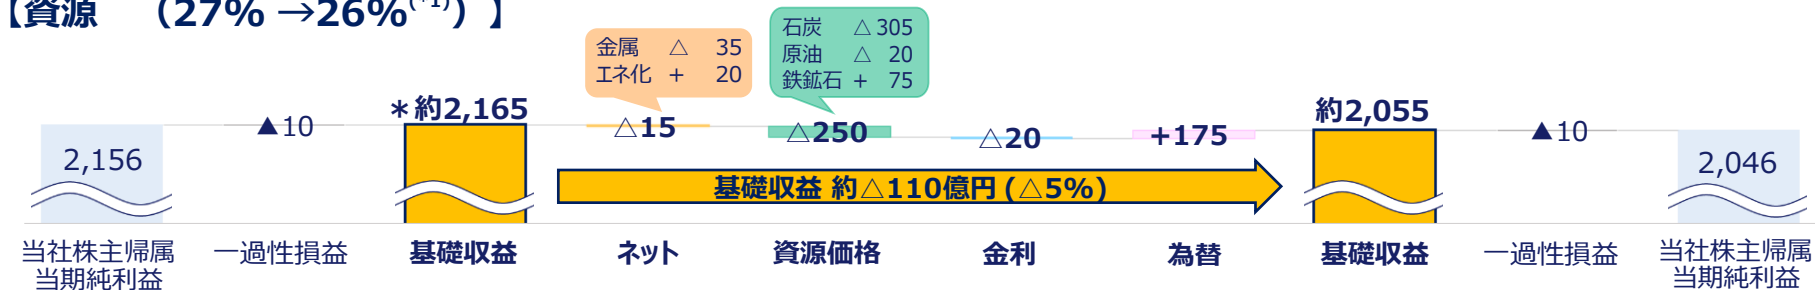 【資源 (27% →26%(*1)) 】
金属 △ 35
エネ化 + 20
石炭 △ 305
原油 △ 20
鉄鉱石 + 75
2,156
▲10
＊約2,165
△15
△250
△20
+175
約2,055
▲10
2,046
基礎収益 約△110億円 (△5%)
当社株主帰属
当期純利益
一過性損益
基礎収益
ネット
資源価格
金利
為替
基礎収益
一過性損益
当社株主帰属
当期純利益